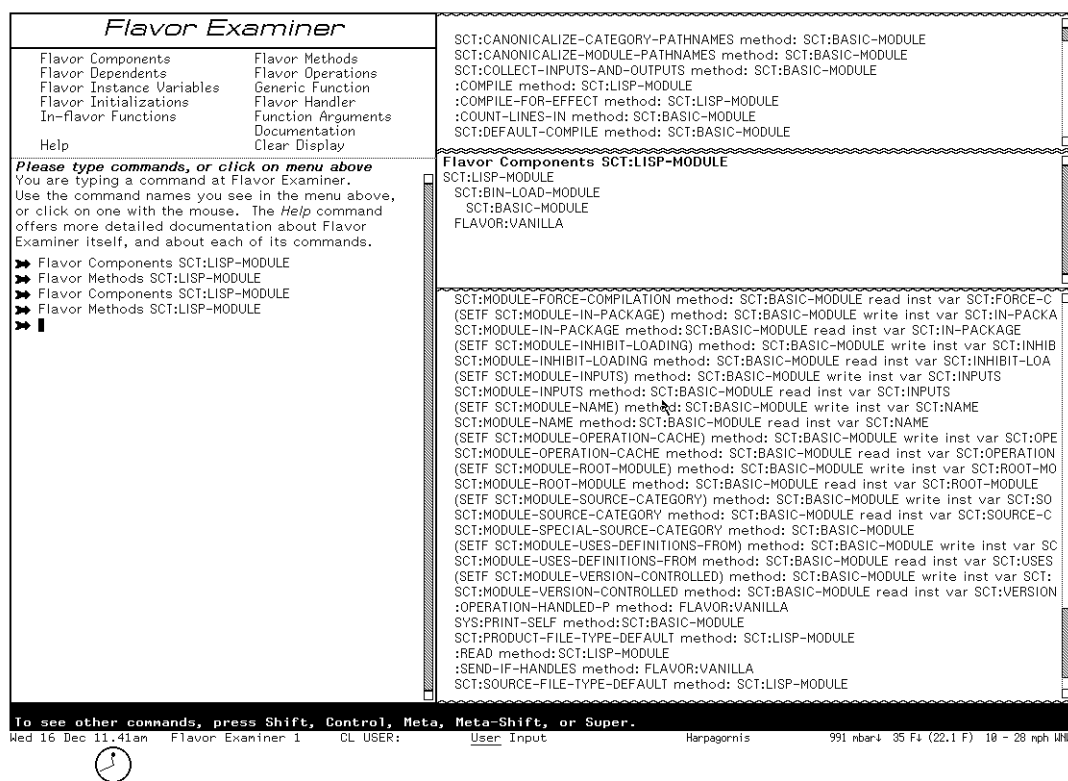 Flavor Examiner
Flavor Components Flavor Methods
Flavor Dependents Flavor Operations
Flavor Instance Variables Generic Function
Flavor Initializations Flavor Handler
In-flavor Functions Function Arguments
Documentation
Help Clear Display
Please type commands, or click on menu above
You are typing a command at Flavor Examiner.
Use the command names you see in the menu above,
or click on one with the mouse. The Help command
offers more detailed documentation about Flavor
Examiner itself, and about each of its commands.
Flavor Components SCT:LISP-MODULE
Flavor Methods SCT:LISP-MODULE
Flavor Components SCT:LISP-MODULE
Flavor Methods SCT:LISP-MODULE
SCT:CANONICALIZE-CATEGORY-PATHNAMES method: SCT:BASIC-MODULE
SCT:CANONICALIZE-MODULE-PATHNAMES method: SCT:BASIC-MODULE
SCT:COLLECT-INPUTS-AND-OUTPUTS method: SCT:BASIC-MODULE
:COMPILE method: SCT:LISP-MODULE
:COMPILE-FOR-EFFECT method: SCT:LISP-MODULE
:COUNT-LINES-IN method: SCT:BASIC-MODULE
SCT:DEFAULT-COMPILE method: SCT:BASIC-MODULE
Flavor Components SCT:LISP-MODULE
SCT:LISP-MODULE
SCT:BIN-LOAD-MODULE
SCT:BASIC-MODULE
FLAVOR:VANILLA
SCT:MODULE-FORCE-COMPILATION method: SCT:BASIC-MODULE read inst var SCT:FORCE-C
(SETF SCT:MODULE-IN-PACKAGE) method: SCT:BASIC-MODULE write inst var SCT:IN-PACKA
SCT:MODULE-IN-PACKAGE method: SCT:BASIC-MODULE read inst var SCT:IN-PACKAGE
(SETF SCT:MODULE-INHIBIT-LOADING) method: SCT:BASIC-MODULE write inst var SCT:INHIB
SCT:MODULE-INHIBIT-LOADING method: SCT:BASIC-MODULE read inst var SCT:INHIBIT-LOA
(SETF SCT:MODULE-INPUTS) method: SCT:BASIC-MODULE write inst var SCT:INPUTS
SCT:MODULE-INPUTS method: SCT:BASIC-MODULE read inst var SCT:INPUTS
(SETF SCT:MODULE-NAME) method: SCT:BASIC-MODULE write inst var SCT:NAME
SCT:MODULE-NAME method: SCT:BASIC-MODULE read inst var SCT:NAME
(SETF SCT:MODULE-OPERATION-CACHE) method: SCT:BASIC-MODULE write inst var SCT:OPE
SCT:MODULE-OPERATION-CACHE method: SCT:BASIC-MODULE read inst var SCT:OPERATION
(SETF SCT:MODULE-ROOT-MODULE) method: SCT:BASIC-MODULE write inst var SCT:ROOT-MO
SCT:MODULE-ROOT-MODULE method: SCT:BASIC-MODULE read inst var SCT:ROOT-MODULE
(SETF SCT:MODULE-SOURCE-CATEGORY) method: SCT:BASIC-MODULE write inst var SCT:SO
SCT:MODULE-SOURCE-CATEGORY method: SCT:BASIC-MODULE read inst var SCT:SOURCE-C
SCT:MODULE-SPECIAL-SOURCE-CATEGORY method: SCT:BASIC-MODULE
(SETF SCT:MODULE-USES-DEFINITIONS-FROM) method: SCT:BASIC-MODULE write inst var SC
SCT:MODULE-USES-DEFINITIONS-FROM method: SCT:BASIC-MODULE read inst var SCT:USES
(SETF SCT:MODULE-VERSION-CONTROLLED) method: SCT:BASIC-MODULE write inst var SCT:
SCT:MODULE-VERSION-CONTROLLED method: SCT:BASIC-MODULE read inst var SCT:VERSION
:OPERATION-HANDLED-P method: FLAVOR:VANILLA
SYS:PRINT-SELF method: SCT:BASIC-MODULE
SCT:PRODUCT-FILE-TYPE-DEFAULT method: SCT:LISP-MODULE
:READ method: SCT:LISP-MODULE
:SEND-IF-HANDLES method: FLAVOR:VANILLA
SCT:SOURCE-FILE-TYPE-DEFAULT method: SCT:LISP-MODULE
To see other commands, press Shift, Control, Meta, Meta-Shift, or Super.
Wed 16 Dec 11.41am Flavor Examiner 1 CL USER: User Input Harpagornis 991 mbar↓ 35 F↓ (22.1 F) 10 - 28 mph WNW